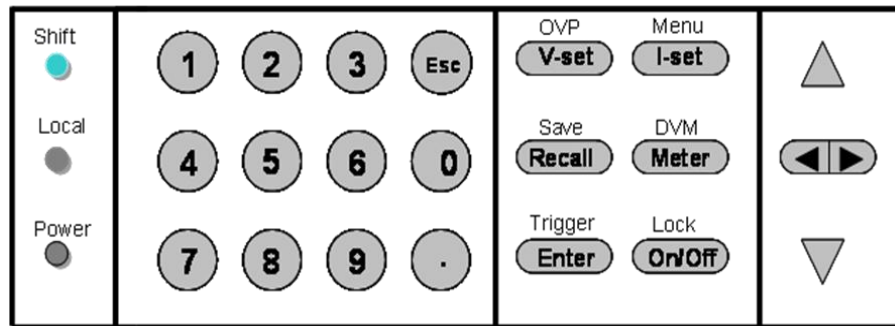 Shift
Local
Power
1 2 3 Esc
4 5 6 0
7 8 9 .
OVP Menu
V-set I-set
Save DVM
Recall Meter
Trigger Lock
Enter On/Off